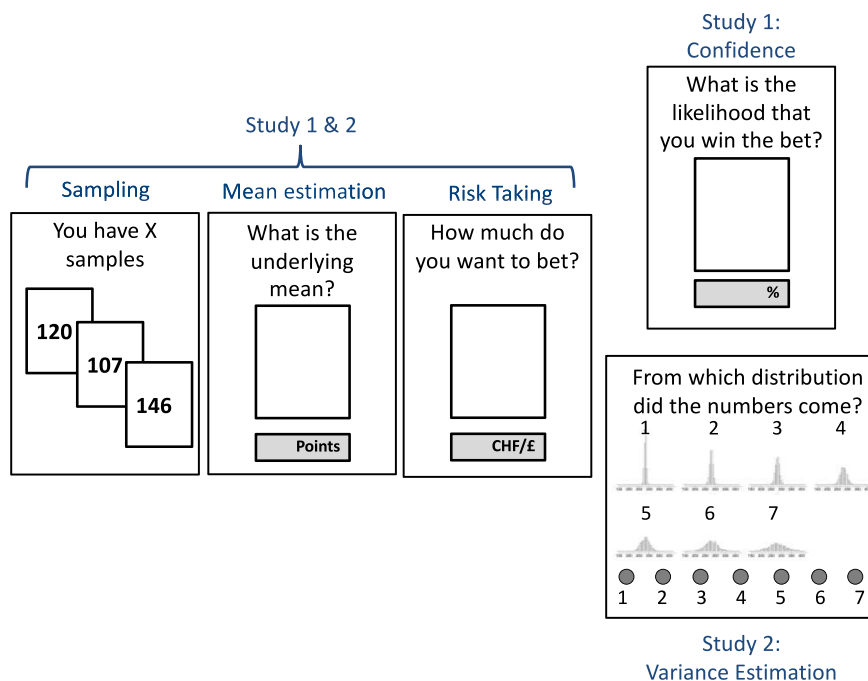 Study 1:
Confidence
What is the
likelihood that
you win the bet?
%
Study 1 & 2
Sampling
Mean estimation
Risk Taking
You have X
samples
120
107
146
What is the
underlying
mean?
Points
How much do
you want to bet?
CHF/£
From which distribution
did the numbers come?
1 2 3 4
5 6 7
1 2 3 4 5 6 7
Study 2:
Variance Estimation